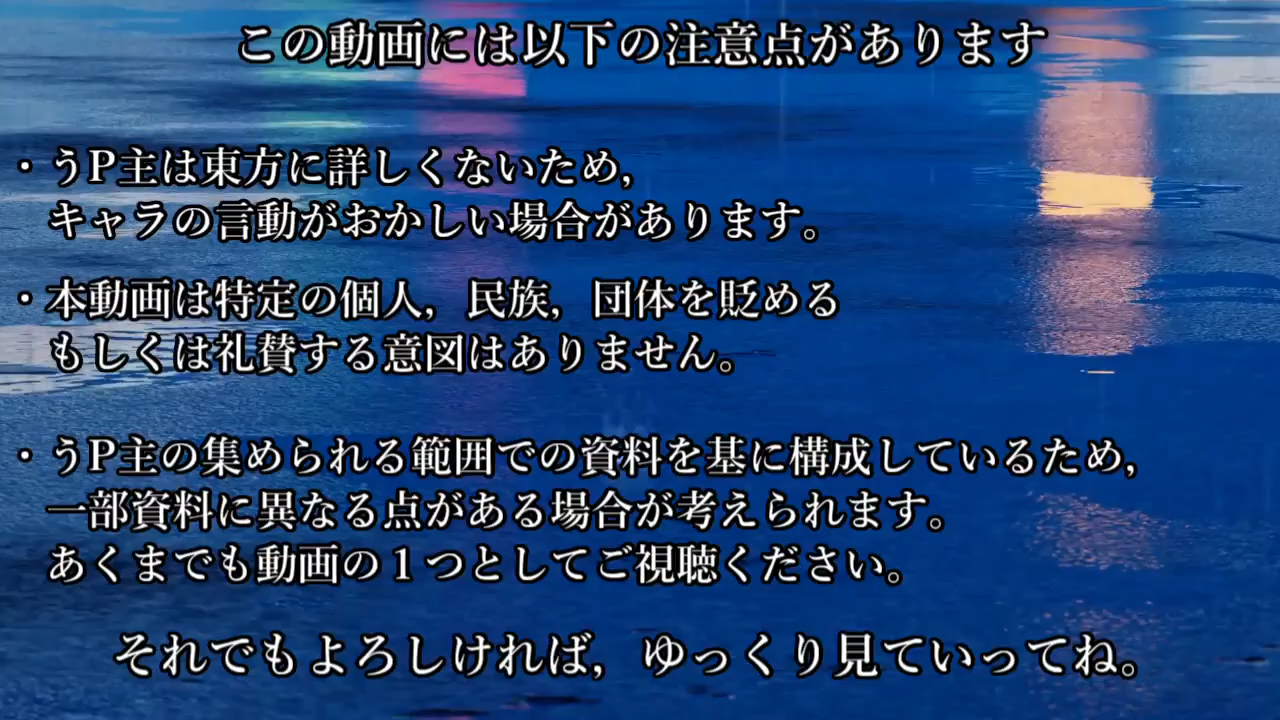 この動画には以下の注意点があります
・うP主は東方に詳しくないため,
キャラの言動がおかしい場合があります。
・本動画は特定の個人, 民族, 団体を貶める
もしくは礼賛する意図はありません。
・うP主の集められる範囲での資料を基に構成しているため,
一部資料に異なる点がある場合が考えられます。
あくまでも動画の１つとしてご視聴ください。
それでもよろしければ, ゆっくり見ていってね。